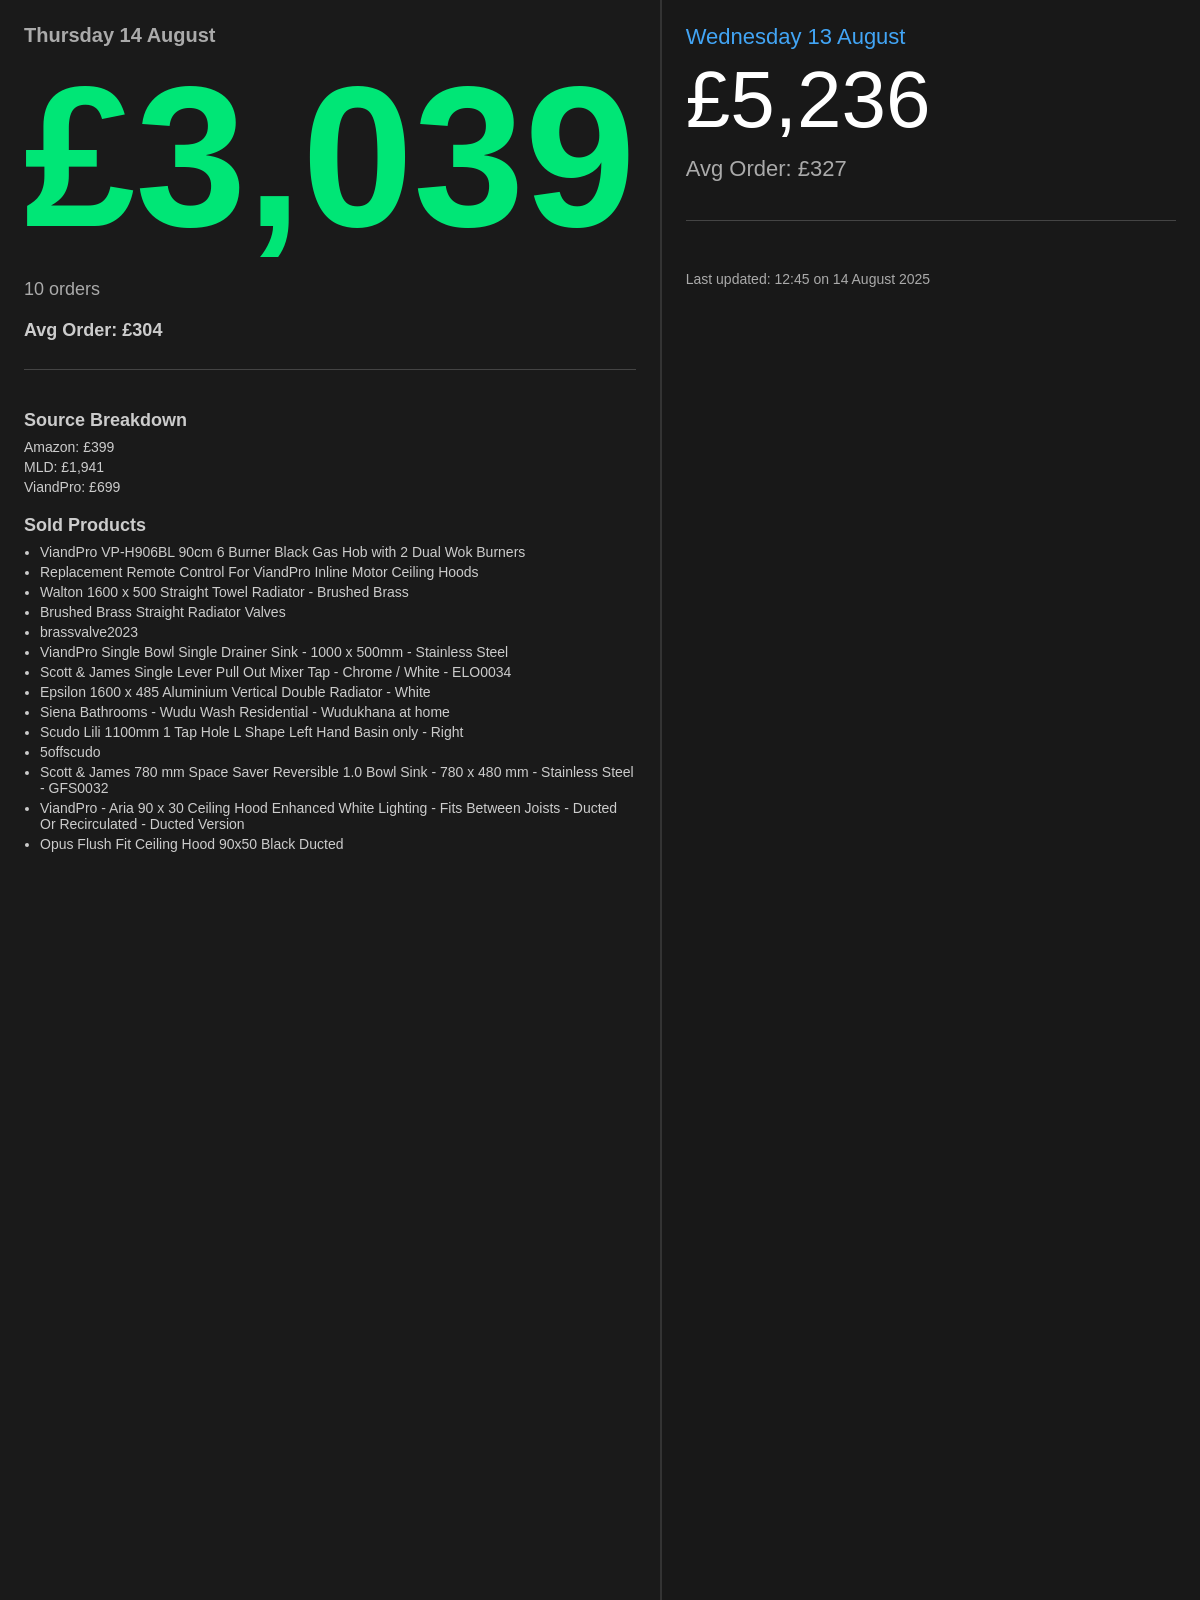 Thursday 14 August
£3,039
10 orders
Avg Order: £304
Source Breakdown
Amazon: £399
MLD: £1,941
ViandPro: £699
Sold Products
• ViandPro VP-H906BL 90cm 6 Burner Black Gas Hob with 2 Dual Wok Burners
• Replacement Remote Control For ViandPro Inline Motor Ceiling Hoods
• Walton 1600 x 500 Straight Towel Radiator - Brushed Brass
• Brushed Brass Straight Radiator Valves
• brassvalve2023
• ViandPro Single Bowl Single Drainer Sink - 1000 x 500mm - Stainless Steel
• Scott & James Single Lever Pull Out Mixer Tap - Chrome / White - ELO0034
• Epsilon 1600 x 485 Aluminium Vertical Double Radiator - White
• Siena Bathrooms - Wudu Wash Residential - Wudukhana at home
• Scudo Lili 1100mm 1 Tap Hole L Shape Left Hand Basin only - Right
• 5offscudo
• Scott & James 780 mm Space Saver Reversible 1.0 Bowl Sink - 780 x 480 mm - Stainless Steel
- GFS0032
• ViandPro - Aria 90 x 30 Ceiling Hood Enhanced White Lighting - Fits Between Joists - Ducted
Or Recirculated - Ducted Version
• Opus Flush Fit Ceiling Hood 90x50 Black Ducted
Wednesday 13 August
£5,236
Avg Order: £327
Last updated: 12:45 on 14 August 2025